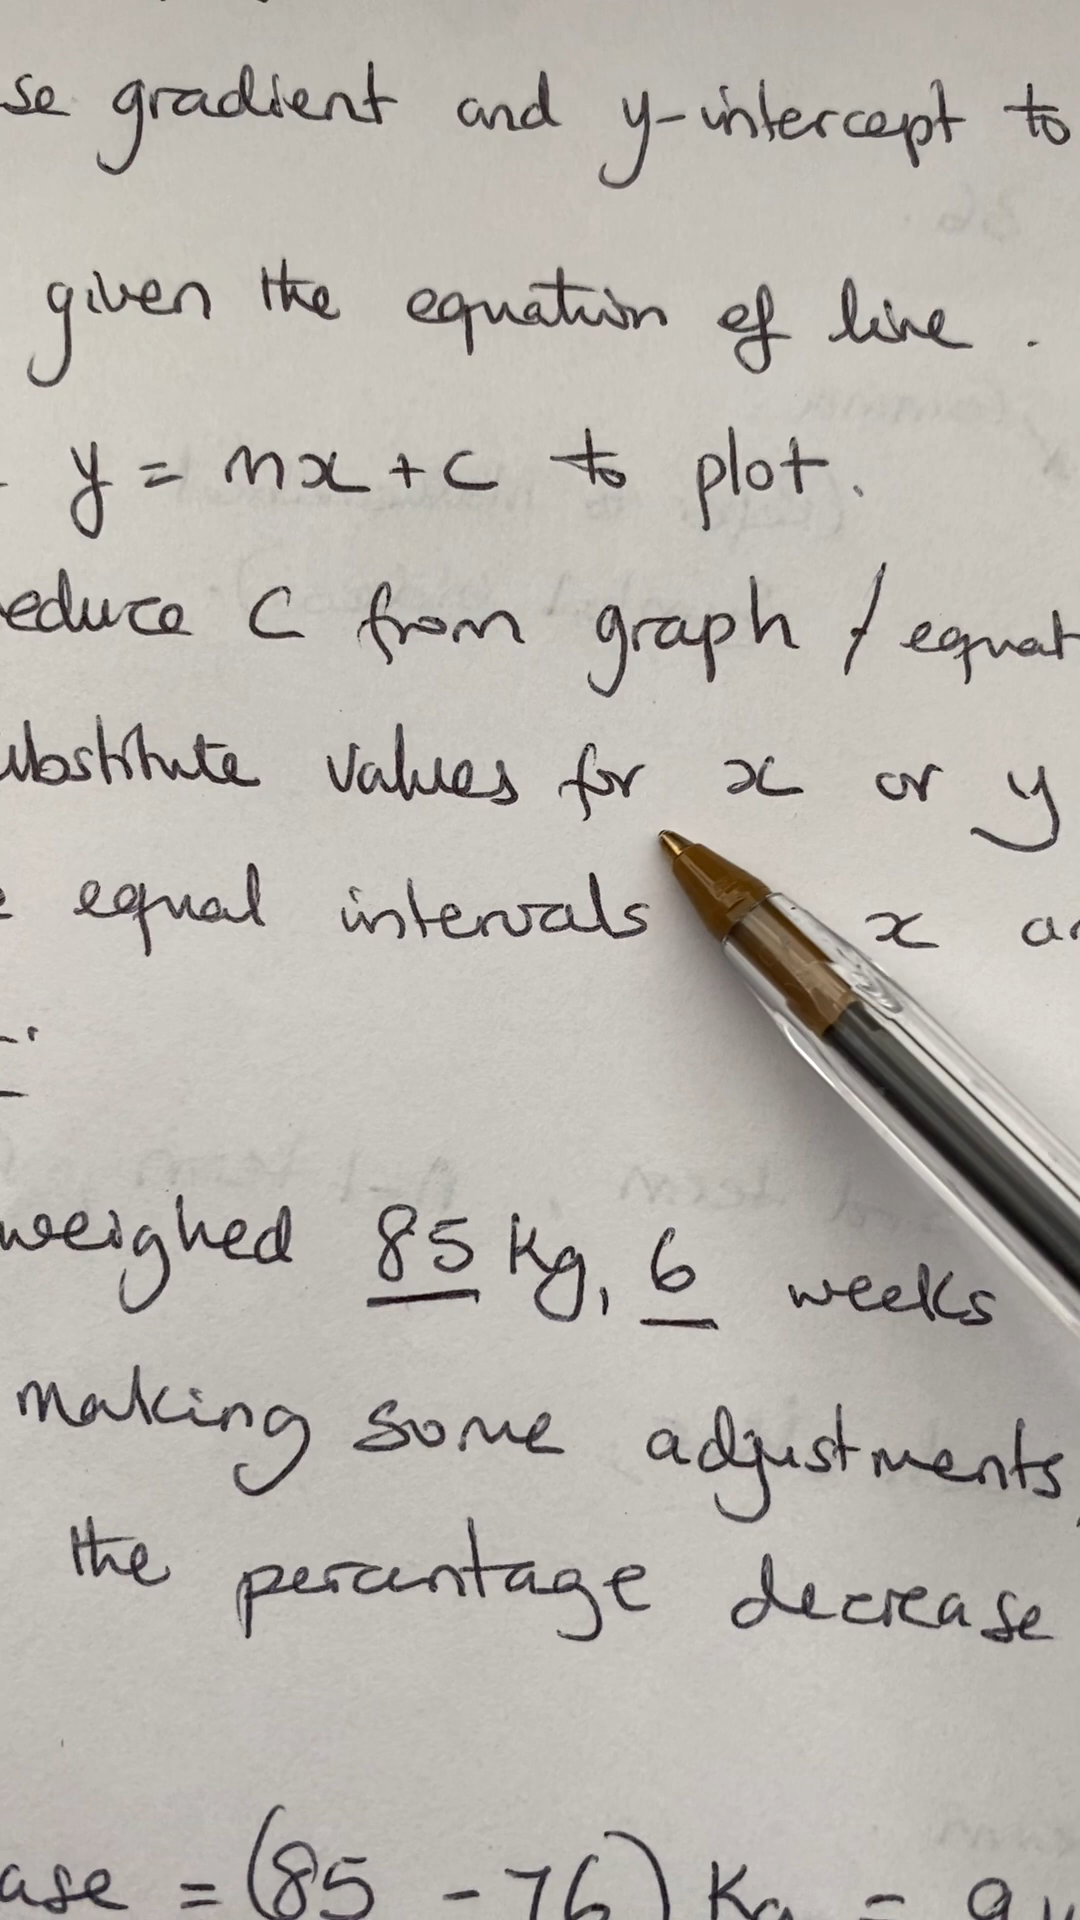 se gradient and y-intercept to
given the equation of line.
y = mx + c to plot.
educe C from graph / equat
ubstitute values for x or y
equal intervals x a
weighed 85 kg, 6 weeks
making some adjustments,
the percentage decrease
ase = (85 - 76) Kg = 9